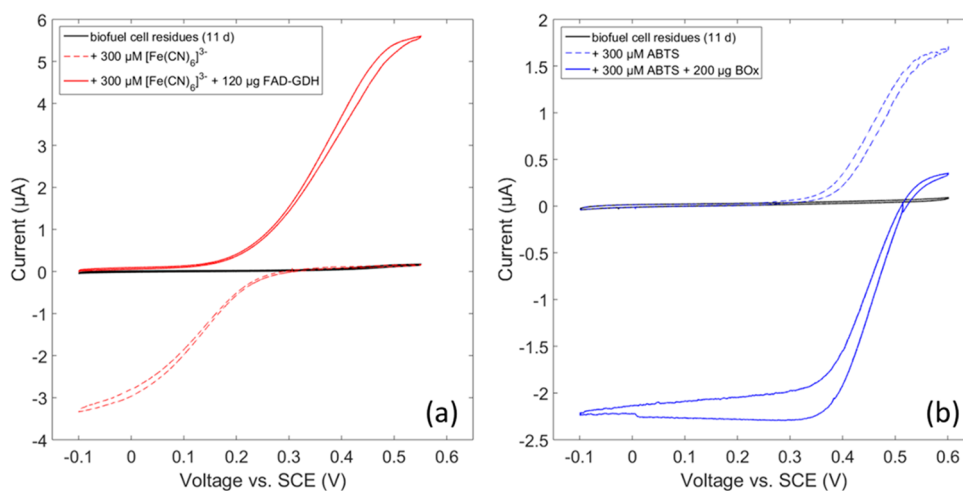 biofuel cell residues (11 d)
+ 300 µM [Fe(CN)6]3-
+ 300 µM [Fe(CN)6]3- + 120 µg FAD-GDH
6
5
4
3
2
1
0
-1
-2
-3
-4
Current (µA)
-0.1 0 0.1 0.2 0.3 0.4 0.5 0.6
Voltage vs. SCE (V)
(a)
biofuel cell residues (11 d)
+ 300 µM ABTS
+ 300 µM ABTS + 200 µg BOx
2
1.5
1
0.5
0
-0.5
-1
-1.5
-2
-2.5
Current (µA)
-0.1 0 0.1 0.2 0.3 0.4 0.5 0.6
Voltage vs. SCE (V)
(b)